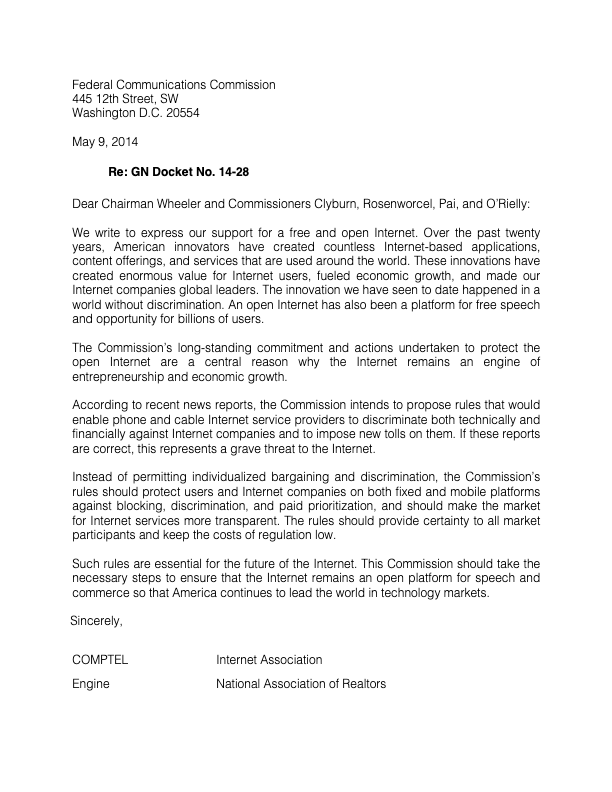 Federal Communications Commission
445 12th Street, SW
Washington D.C. 20554
May 9, 2014
Re: GN Docket No. 14-28
Dear Chairman Wheeler and Commissioners Clyburn, Rosenworcel, Pai, and O'Rielly:
We write to express our support for a free and open Internet. Over the past twenty
years, American innovators have created countless Internet-based applications,
content offerings, and services that are used around the world. These innovations have
created enormous value for Internet users, fueled economic growth, and made our
Internet companies global leaders. The innovation we have seen to date happened in a
world without discrimination. An open Internet has also been a platform for free speech
and opportunity for billions of users.
The Commission's long-standing commitment and actions undertaken to protect the
open Internet are a central reason why the Internet remains an engine of
entrepreneurship and economic growth.
According to recent news reports, the Commission intends to propose rules that would
enable phone and cable Internet service providers to discriminate both technically and
financially against Internet companies and to impose new tolls on them. If these reports
are correct, this represents a grave threat to the Internet.
Instead of permitting individualized bargaining and discrimination, the Commission's
rules should protect users and Internet companies on both fixed and mobile platforms
against blocking, discrimination, and paid prioritization, and should make the market
for Internet services more transparent. The rules should provide certainty to all market
participants and keep the costs of regulation low.
Such rules are essential for the future of the Internet. This Commission should take the
necessary steps to ensure that the Internet remains an open platform for speech and
commerce so that America continues to lead the world in technology markets.
Sincerely,
COMPTEL Internet Association
Engine National Association of Realtors